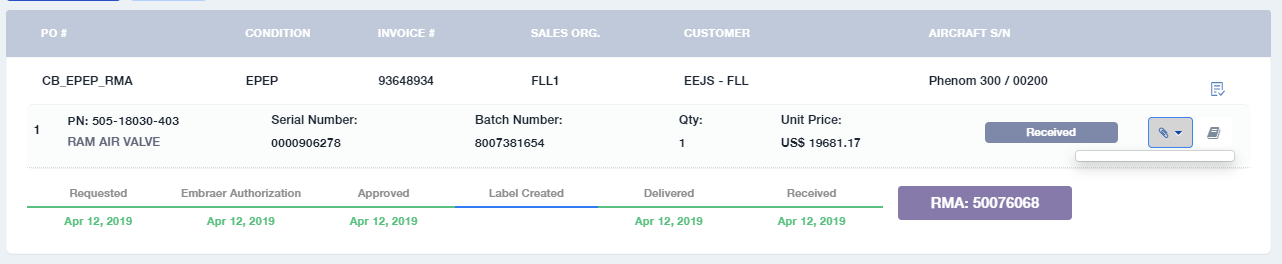 PO # CONDITION INVOICE # SALES ORG. CUSTOMER AIRCRAFT S/N
CB_EPEP_RMA EPEP 93648934 FLL1 EEJS - FLL Phenom 300 / 00200
1 PN: 505-18030-403 Serial Number: Batch Number: Qty: Unit Price: Received
RAM AIR VALVE 0000906278 8007381654 1 US$ 19681.17
Requested Embraer Authorization Approved Label Created Delivered Received RMA: 50076068
Apr 12, 2019 Apr 12, 2019 Apr 12, 2019 Apr 12, 2019 Apr 12, 2019